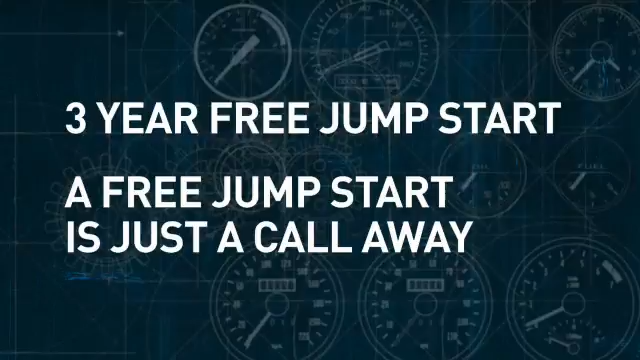 3 YEAR FREE JUMP START
A FREE JUMP START
IS JUST A CALL AWAY